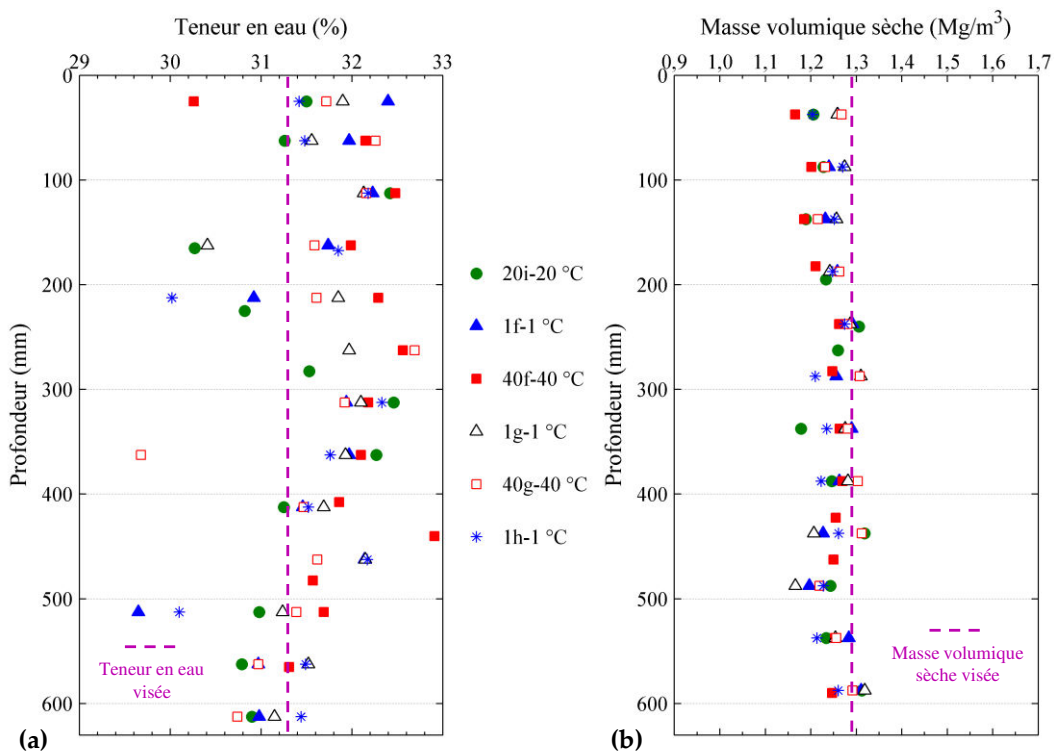 Teneur en eau (%)
29 30 31 32 33
0
100
200
300
400
500
600
Profondeur (mm)
Teneur en eau
visée
(a)
20i-20 °C
1f-1 °C
40f-40 °C
1g-1 °C
40g-40 °C
1h-1 °C
Masse volumique sèche (Mg/m³)
0,9 1,0 1,1 1,2 1,3 1,4 1,5 1,6 1,7
0
100
200
300
400
500
600
Profondeur (mm)
Masse volumique
sèche visée
(b)